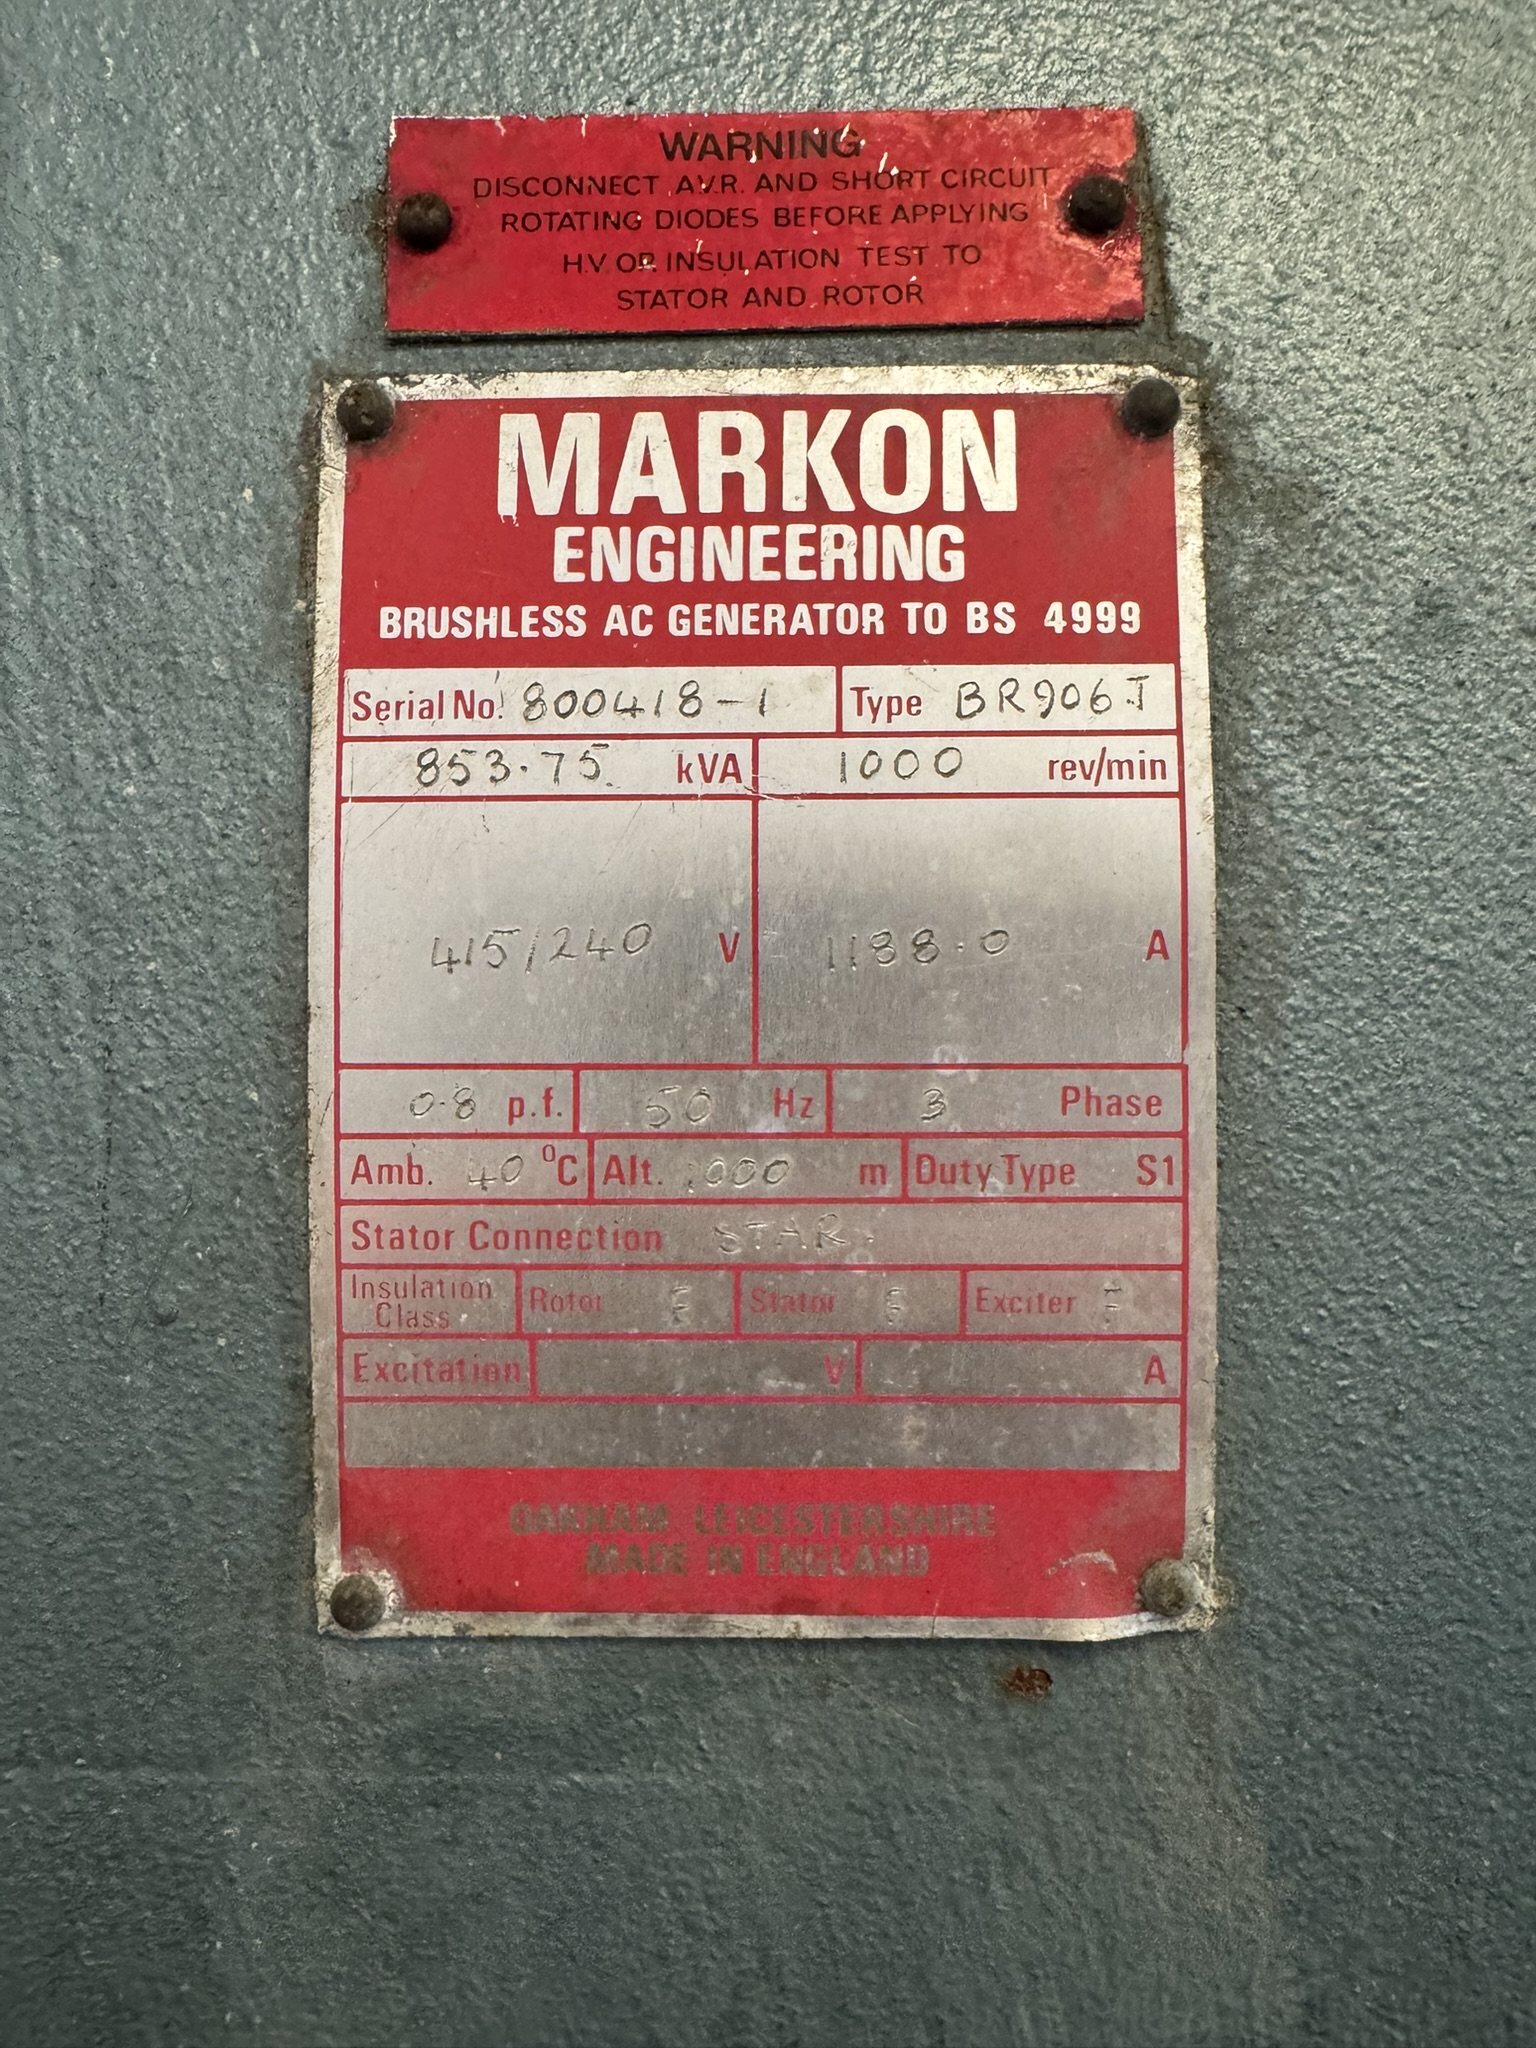 WARNING
DISCONNECT A.V.R. AND SHORT CIRCUIT
ROTATING DIODES BEFORE APPLYING
H.V OR INSULATION TEST TO
STATOR AND ROTOR
MARKON
ENGINEERING
BRUSHLESS AC GENERATOR TO BS 4999
Serial No. 800418-1 Type BR906J
853.75 kVA 1000 rev/min
415/240 V 1188.0 A
0.8 p.f. 50 Hz 3 Phase
Amb. 40 °C Alt. 1000 m Duty Type S1
Stator Connection STAR.
Insulation Class Rotor F Stator F Exciter F
Excitation V A
OAKHAM LEICESTERSHIRE
MADE IN ENGLAND